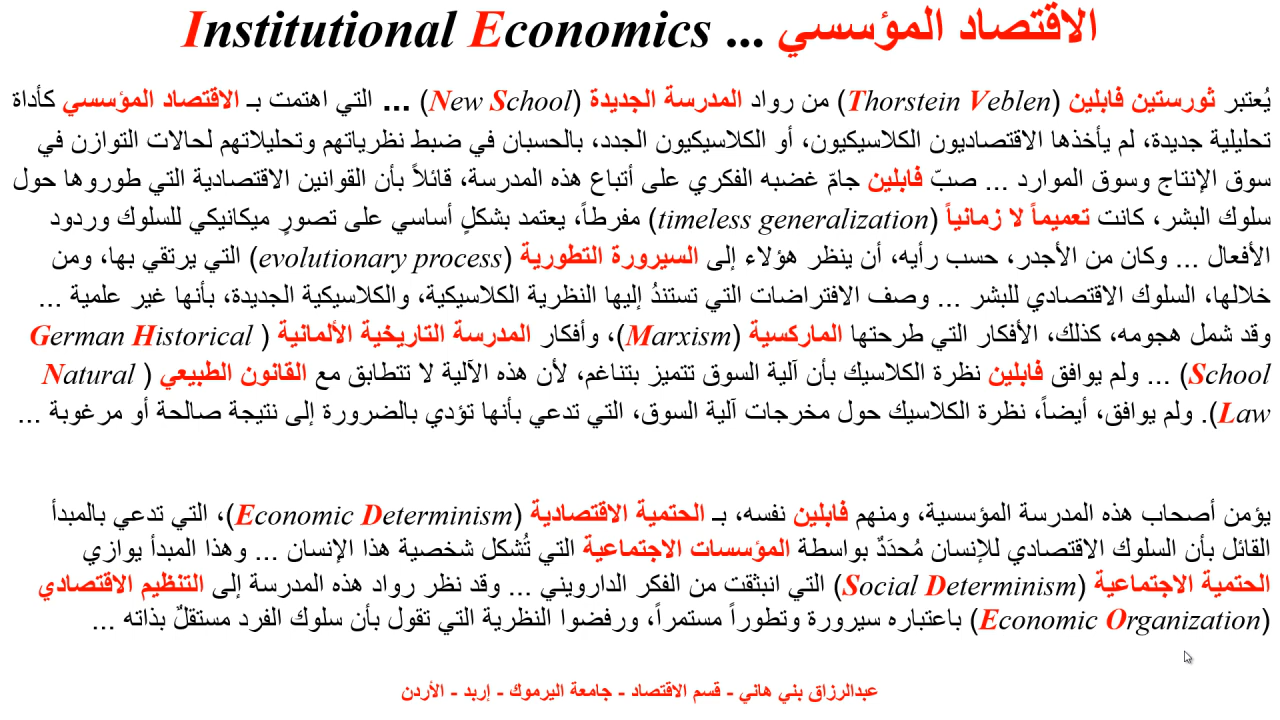 الاقتصاد المؤسسي ... Institutional Economics
يُعتبر ثورستين فابلين (Thorstein Veblen) من رواد المدرسة الجديدة (New School) ... التي اهتمت بـ الاقتصاد المؤسسي كأداة
تحليلية جديدة، لم يأخذها الاقتصاديون الكلاسيكيون، أو الكلاسيكيون الجدد، بالحسبان في ضبط نظرياتهم وتحليلاتهم لحالات التوازن في
سوق الإنتاج وسوق الموارد ... صبّ فابلين جامّ غضبه الفكري على أتباع هذه المدرسة، قائلاً بأن القوانين الاقتصادية التي طوروها حول
سلوك البشر، كانت تعميماً لا زمانياً (timeless generalization) مفرطاً، يعتمد بشكلٍ أساسي على تصورٍ ميكانيكي للسلوك وردود
الأفعال ... وكان من الأجدر، حسب رأيه، أن ينظر هؤلاء إلى السيرورة التطورية (evolutionary process) التي يرتقي بها، ومن
خلالها، السلوك الاقتصادي للبشر ... وصف الافتراضات التي تستندُ إليها النظرية الكلاسيكية، والكلاسيكية الجديدة، بأنها غير علمية ...
وقد شمل هجومه، كذلك، الأفكار التي طرحتها الماركسية (Marxism)، وأفكار المدرسة التاريخية الألمانية (German Historical
School) ... ولم يوافق فابلين نظرة الكلاسيك بأن آلية السوق تتميز بتناغم، لأن هذه الآلية لا تتطابق مع القانون الطبيعي (Natural
Law). ولم يوافق، أيضاً، نظرة الكلاسيك حول مخرجات آلية السوق، التي تدعي بأنها تؤدي بالضرورة إلى نتيجة صالحة أو مرغوبة ...
يؤمن أصحاب هذه المدرسة المؤسسية، ومنهم فابلين نفسه، بـ الحتمية الاقتصادية (Economic Determinism)، التي تدعي بالمبدأ
القائل بأن السلوك الاقتصادي للإنسان مُحدَدٌ بواسطة المؤسسات الاجتماعية التي تُشكل شخصية هذا الإنسان ... وهذا المبدأ يوازي
الحتمية الاجتماعية (Social Determinism) التي انبثقت من الفكر الدارويني ... وقد نظر رواد هذه المدرسة إلى التنظيم الاقتصادي
(Economic Organization) باعتباره سيرورة وتطوراً مستمراً، ورفضوا النظرية التي تقول بأن سلوك الفرد مستقلٌ بذاته ...
عبدالرزاق بني هاني - قسم الاقتصاد - جامعة اليرموك - إربد - الأردن